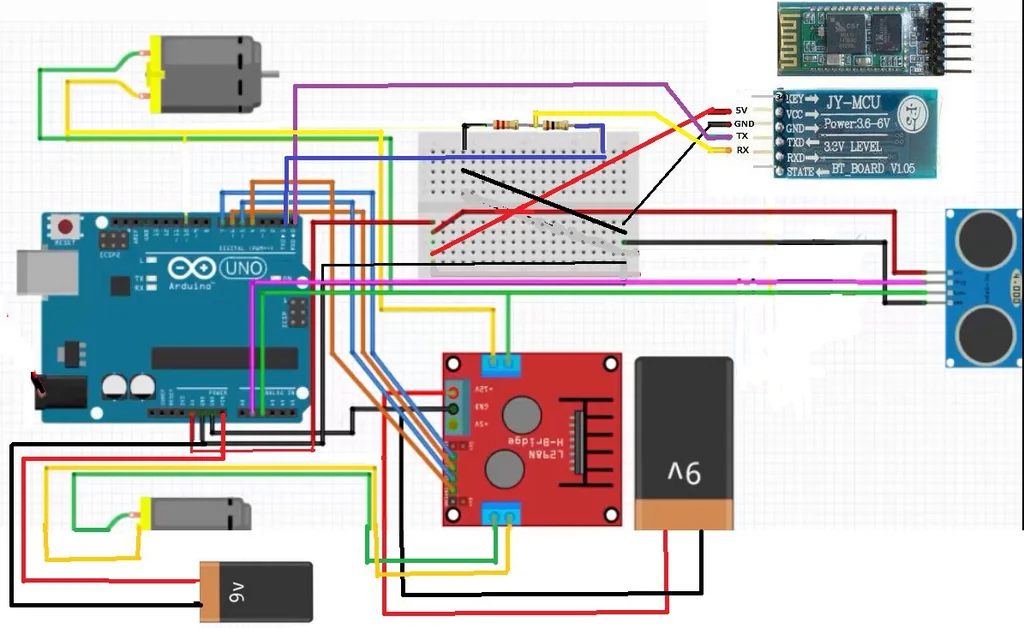 5V
GND
TX
RX
KEY
VCC
GND
TXD
RXD
STATE
JY-MCU
Power:3.6-6V
3.3V LEVEL
BT_BOARD V1.05
RESET
ICSP2
L
TX
RX
DIGITAL (PWM~)
UNO
Arduino
ICSP
POWER
ANALOG IN
+12V
GND
+5V
L298N
H-Bridge
9v
9v